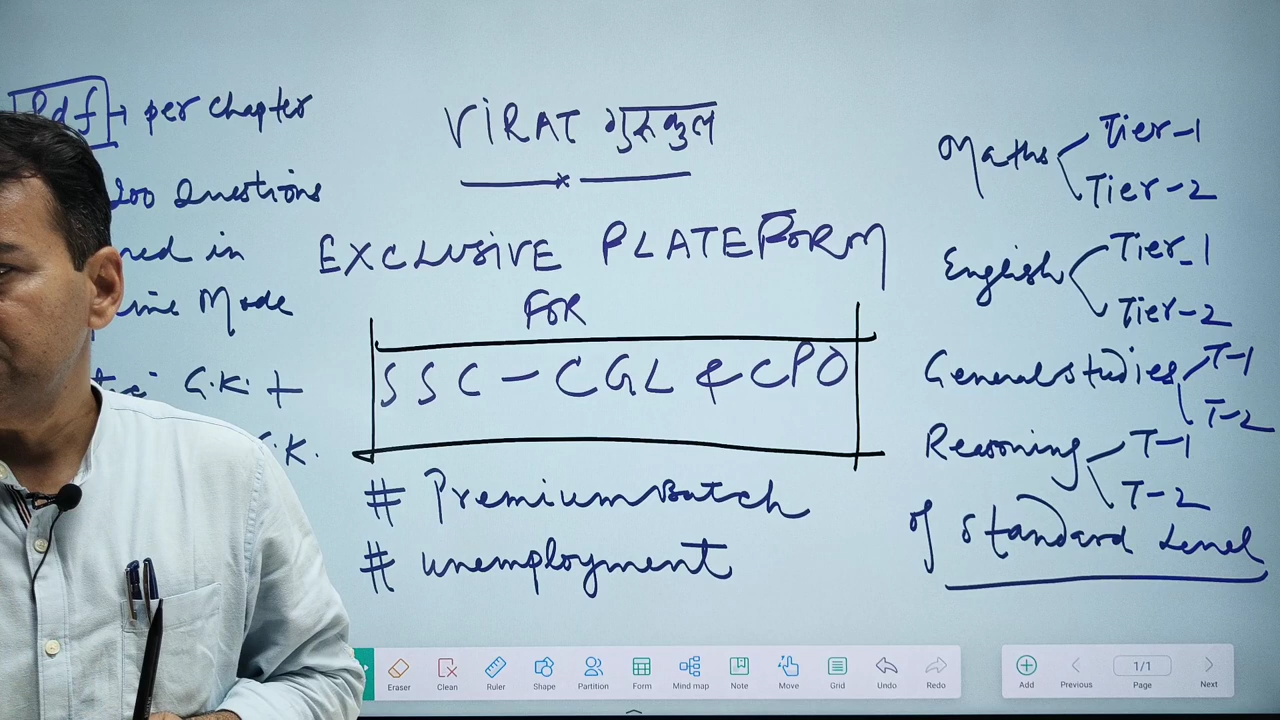 Pdf → per chapter
200 Questions
in
Mode
G.K. +
G.K.
VIRAT गुरुकुल
EXCLUSIVE PLATEFORM
FOR
SSC - CGL & CPO
# Premium Batch
# unemployment
Maths Tier-1
Tier-2
English Tier-1
Tier-2
General studies T-1
T-2
Reasoning T-1
T-2
of standard Level
Eraser Clean Ruler Shape Partition Form Mind map Note Move Grid Undo Redo
Add Previous 1/1 Page Next